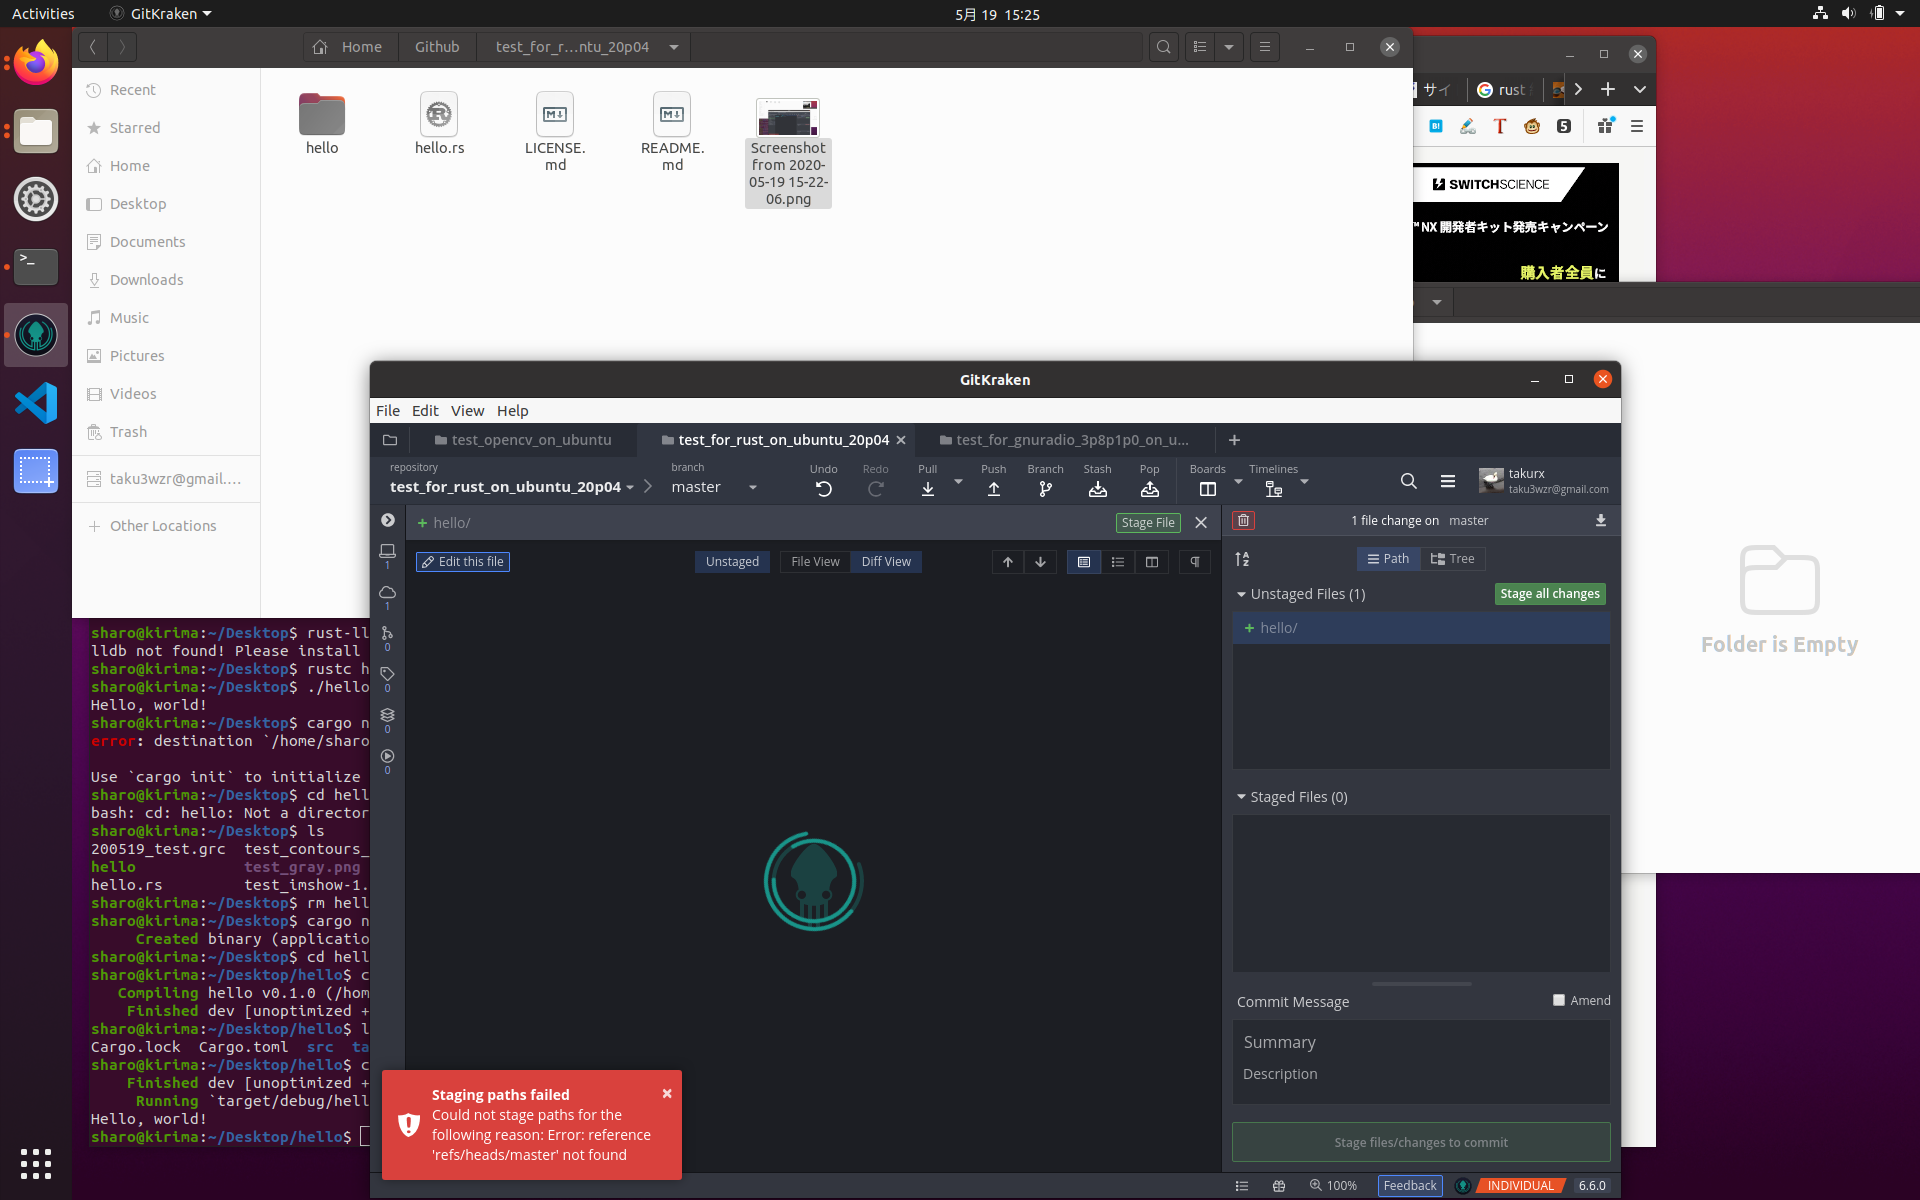 Activities
GitKraken
5月 19 15:25
Home
Github
test_for_r…ntu_20p04
Recent
Starred
Home
Desktop
Documents
Downloads
Music
Pictures
Videos
Trash
taku3wzr@gmail.…
Other Locations
hello
hello.rs
LICENSE.
md
README.
md
Screenshot
from 2020-
05-19 15-22-
06.png
サイ
rust
SWITCHSCIENCE
NX 開発者キット発売キャンペーン
購入者全員に
Folder is Empty
sharo@kirima:~/Desktop$ rust-ll
lldb not found! Please install
sharo@kirima:~/Desktop$ rustc h
sharo@kirima:~/Desktop$ ./hello
Hello, world!
sharo@kirima:~/Desktop$ cargo n
error: destination `/home/sharo
Use `cargo init` to initialize
sharo@kirima:~/Desktop$ cd hell
bash: cd: hello: Not a director
sharo@kirima:~/Desktop$ ls
200519_test.grc test_contours_
hello test_gray.png
hello.rs test_imshow-1.
sharo@kirima:~/Desktop$ rm hell
sharo@kirima:~/Desktop$ cargo n
Created binary (applicatio
sharo@kirima:~/Desktop$ cd hell
sharo@kirima:~/Desktop/hello$ c
Compiling hello v0.1.0 (/hom
Finished dev [unoptimized +
sharo@kirima:~/Desktop/hello$ l
Cargo.lock Cargo.toml src ta
sharo@kirima:~/Desktop/hello$ c
Finished dev [unoptimized +
Running `target/debug/hell
Hello, world!
sharo@kirima:~/Desktop/hello$
GitKraken
File Edit View Help
test_opencv_on_ubuntu
test_for_rust_on_ubuntu_20p04
test_for_gnuradio_3p8p1p0_on_u...
repository
test_for_rust_on_ubuntu_20p04
branch
master
Undo
Redo
Pull
Push
Branch
Stash
Pop
Boards
Timelines
takurx
taku3wzr@gmail.com
+ hello/
Stage File
Edit this file
Unstaged
File View
Diff View
1
1
0
0
0
0
1 file change on master
Path
Tree
Unstaged Files (1)
Stage all changes
+ hello/
Staged Files (0)
Commit Message
Amend
Summary
Description
Stage files/changes to commit
Staging paths failed
Could not stage paths for the
following reason: Error: reference
'refs/heads/master' not found
100%
Feedback
INDIVIDUAL
6.6.0